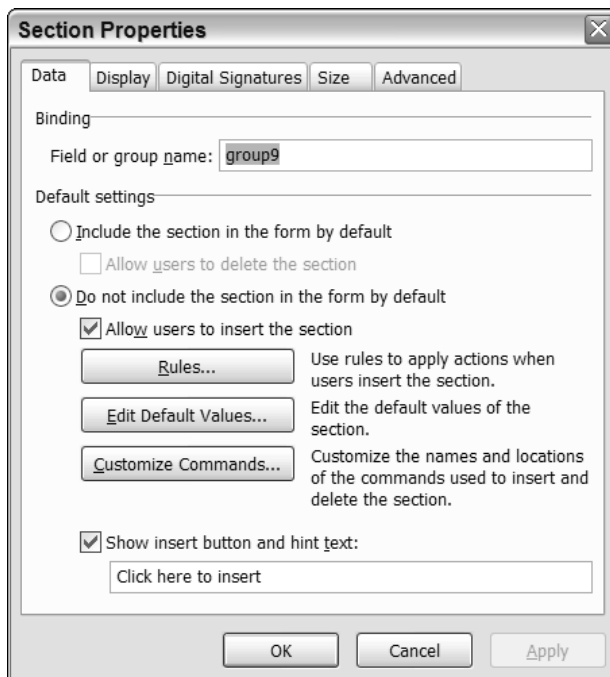 Section Properties
Data Display Digital Signatures Size Advanced
Binding
Field or group name: group9
Default settings
Include the section in the form by default
Allow users to delete the section
Do not include the section in the form by default
Allow users to insert the section
Rules... Use rules to apply actions when
users insert the section.
Edit Default Values... Edit the default values of the
section.
Customize Commands... Customize the names and locations
of the commands used to insert and
delete the section.
Show insert button and hint text:
Click here to insert
OK Cancel Apply